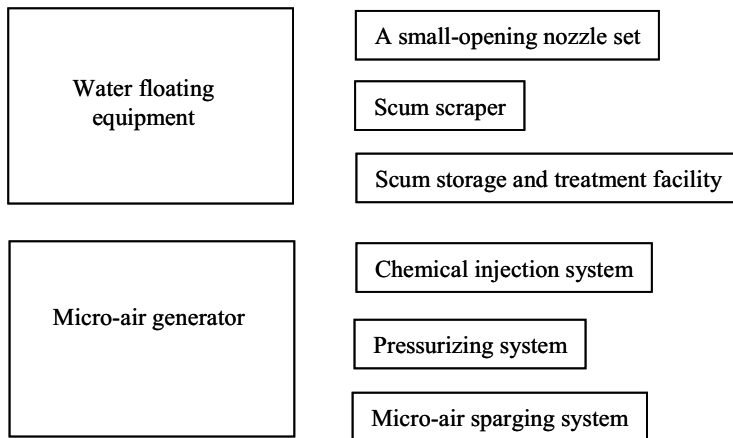 Water floating
equipment
A small-opening nozzle set
Scum scraper
Scum storage and treatment facility
Micro-air generator
Chemical injection system
Pressurizing system
Micro-air sparging system